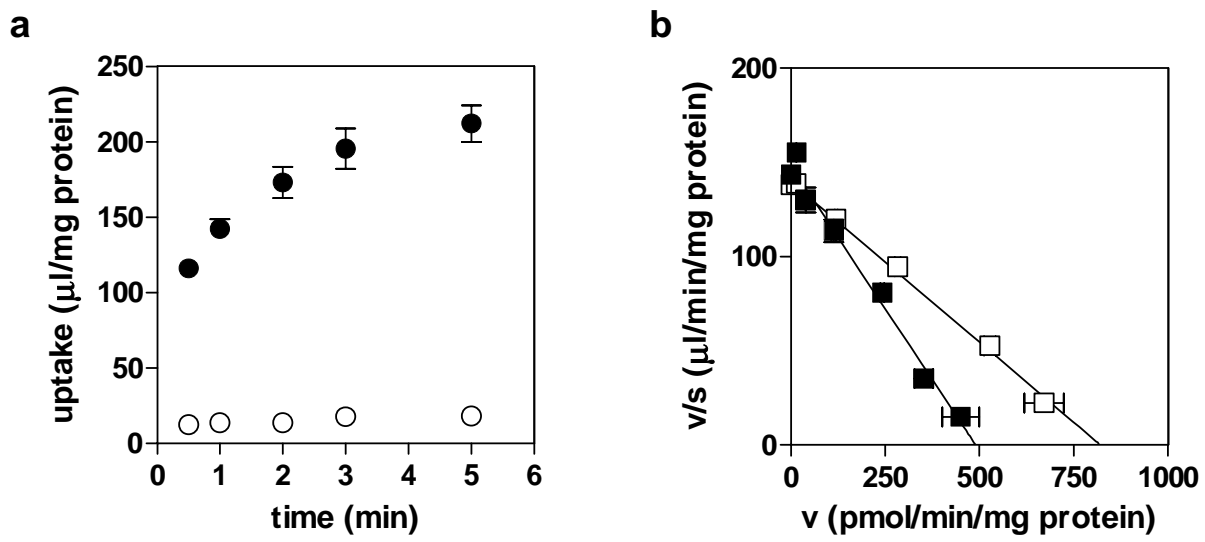 a
250
200
150
100
50
0
uptake (µl/mg protein)
0 1 2 3 4 5 6
time (min)
b
200
100
0
v/s (µl/min/mg protein)
0 250 500 750 1000
v (pmol/min/mg protein)